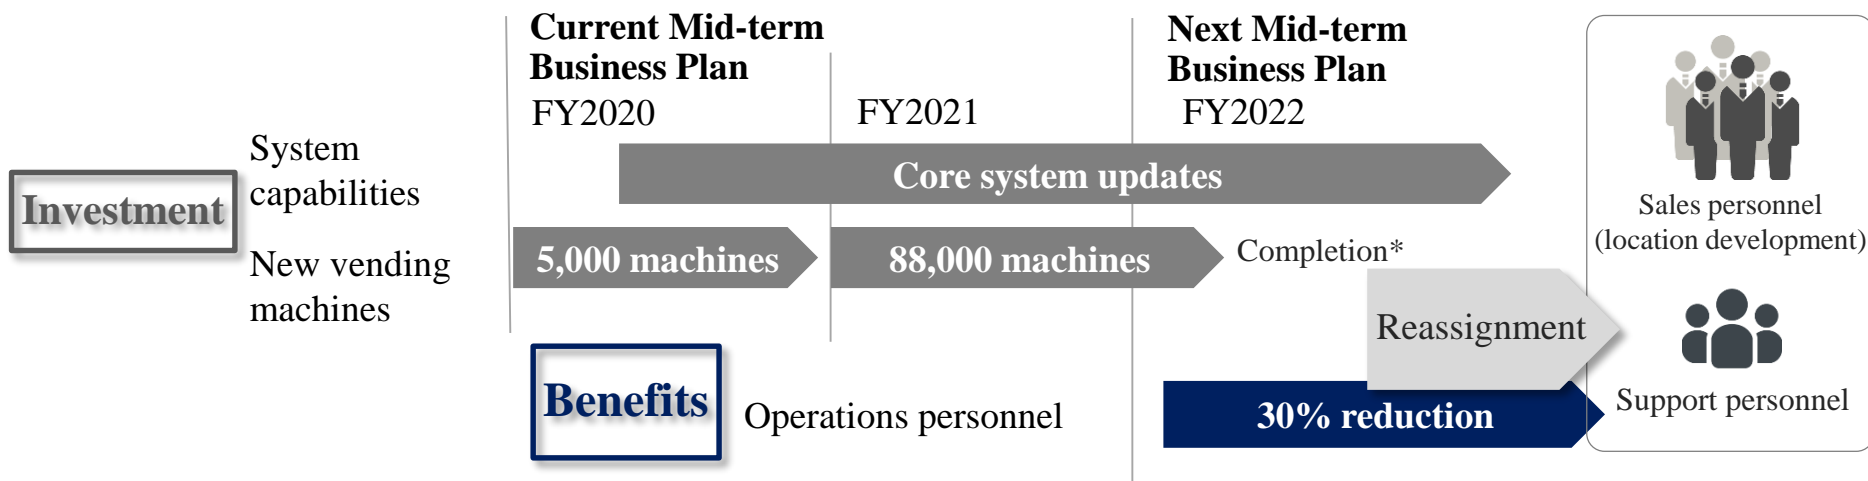 Current Mid-term
Business Plan
FY2020
FY2021
Next Mid-term
Business Plan
FY2022
Investment
System
capabilities
Core system updates
New vending
machines
5,000 machines
88,000 machines
Completion*
Reassignment
Sales personnel
(location development)
Support personnel
Benefits
Operations personnel
30% reduction